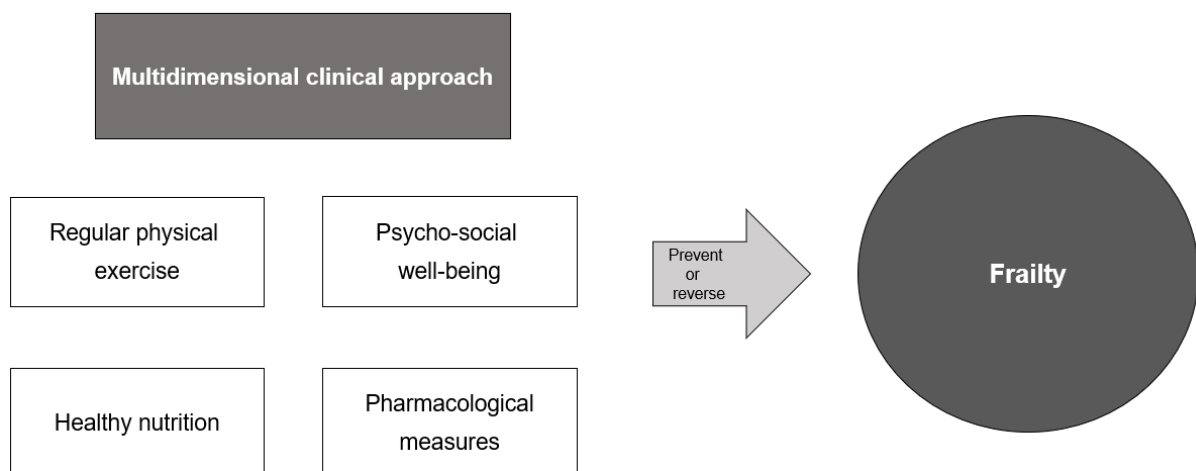 Multidimensional clinical approach
Regular physical
exercise
Psycho-social
well-being
Healthy nutrition
Pharmacological
measures
Prevent
or
reverse
Frailty